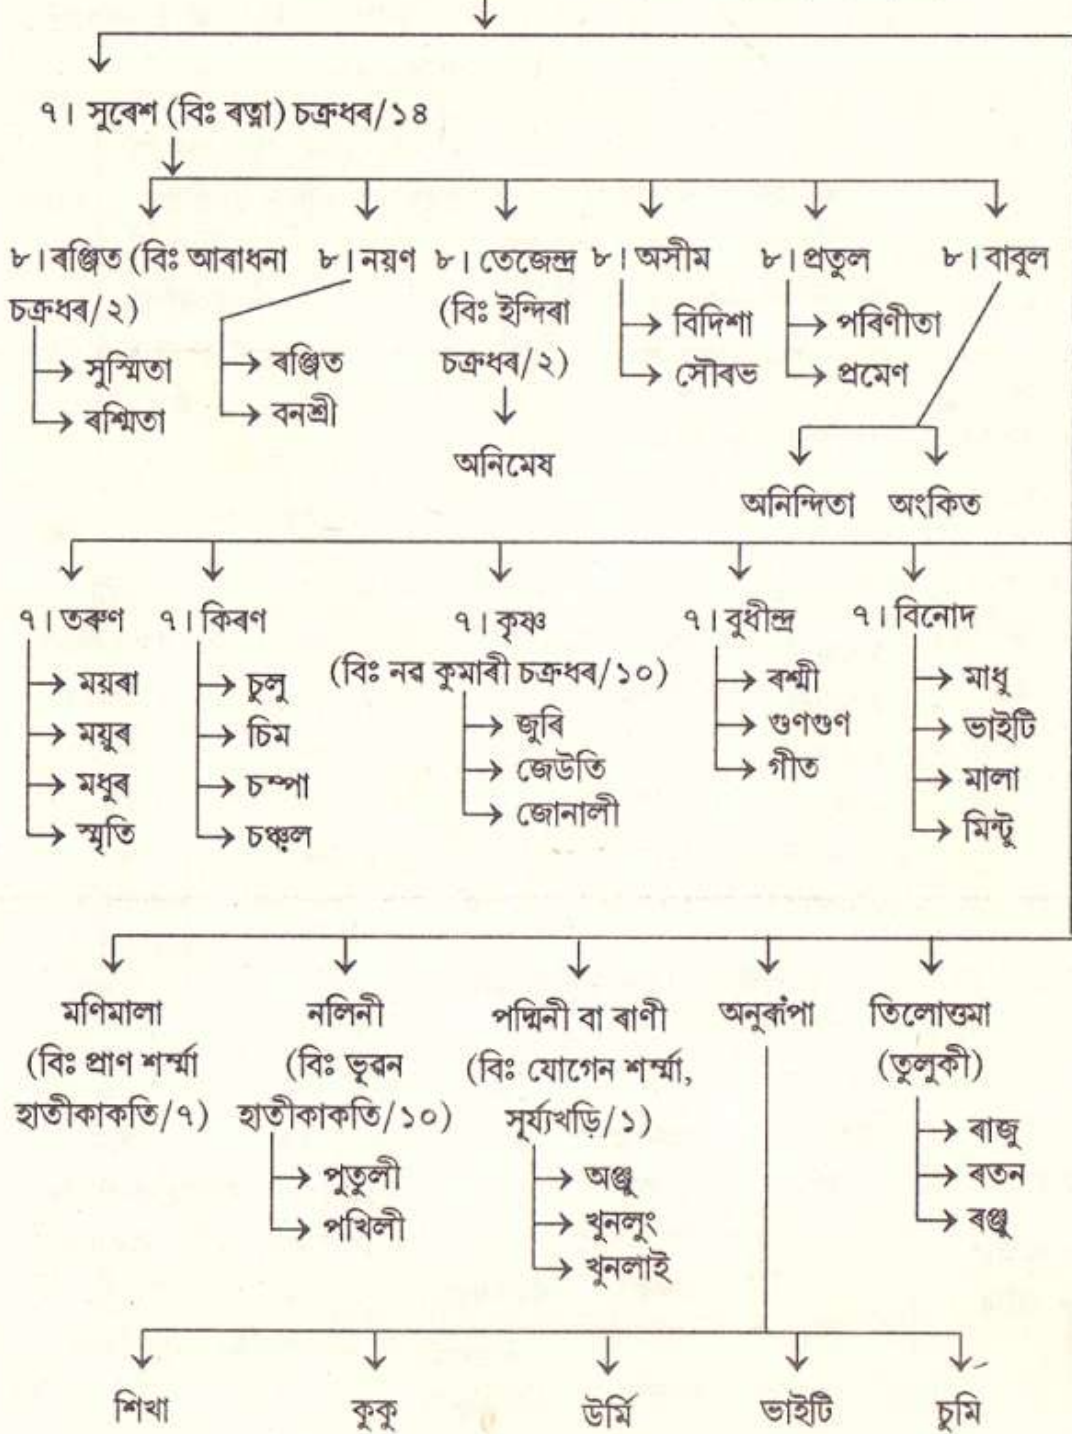 ৭। সুৰেশ (বিঃ ৰত্না) চক্ৰধৰ/১৪
৮। ৰঞ্জিত (বিঃ আৰাধনা চক্ৰধৰ/২)
সুস্মিতা
ৰশ্মিতা
৮। নয়ণ
ৰঞ্জিত
বনশ্ৰী
৮। তেজেন্দ্ৰ
(বিঃ ইন্দিৰা
চক্ৰধৰ/২)
অনিমেষ
৮। অসীম
বিদিশা
সৌৰভ
৮। প্ৰতুল
পৰিণীতা
প্ৰমেণ
৮। বাবুল
অনিন্দিতা অংকিত
৭। তৰুণ
ময়ৰা
ময়ুৰ
মধুৰ
স্মৃতি
৭। কিৰণ
চুলু
চিম
চম্পা
চঞ্চল
৭। কৃষ্ণ
(বিঃ নৱ কুমাৰী চক্ৰধৰ/১০)
জুৰি
জেউতি
জোনালী
৭। বুধীন্দ্ৰ
ৰশ্মী
গুণগুণ
গীত
৭। বিনোদ
মাধু
ভাইটি
মালা
মিন্টু
মণিমালা
(বিঃ প্ৰাণ শৰ্ম্মা
হাতীকাকতি/৭)
নলিনী
(বিঃ ভূৱন
হাতীকাকতি/১০)
পুতুলী
পখিলী
পদ্মিনী বা ৰাণী
(বিঃ যোগেন শৰ্ম্মা,
সূৰ্য্যখড়ি/১)
অঞ্জু
খুনলুং
খুনলাই
অনুৰূপা
তিলোত্তমা
(তুলুকী)
ৰাজু
ৰতন
ৰঞ্জু
শিখা কুকু উৰ্মি ভাইটি চুমি